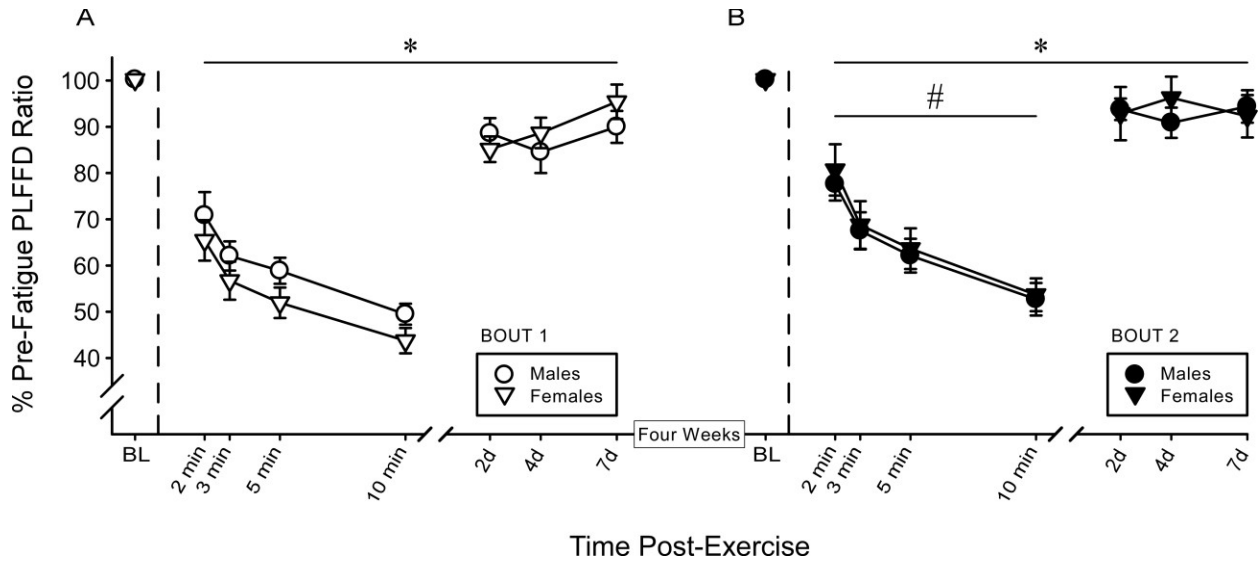 A
B
*
*
#
% Pre-Fatigue PLFFD Ratio
100
90
80
70
60
50
40
BOUT 1
Males
Females
BOUT 2
Males
Females
Four Weeks
BL
2 min
3 min
5 min
10 min
2d
4d
7d
BL
2 min
3 min
5 min
10 min
2d
4d
7d
Time Post-Exercise